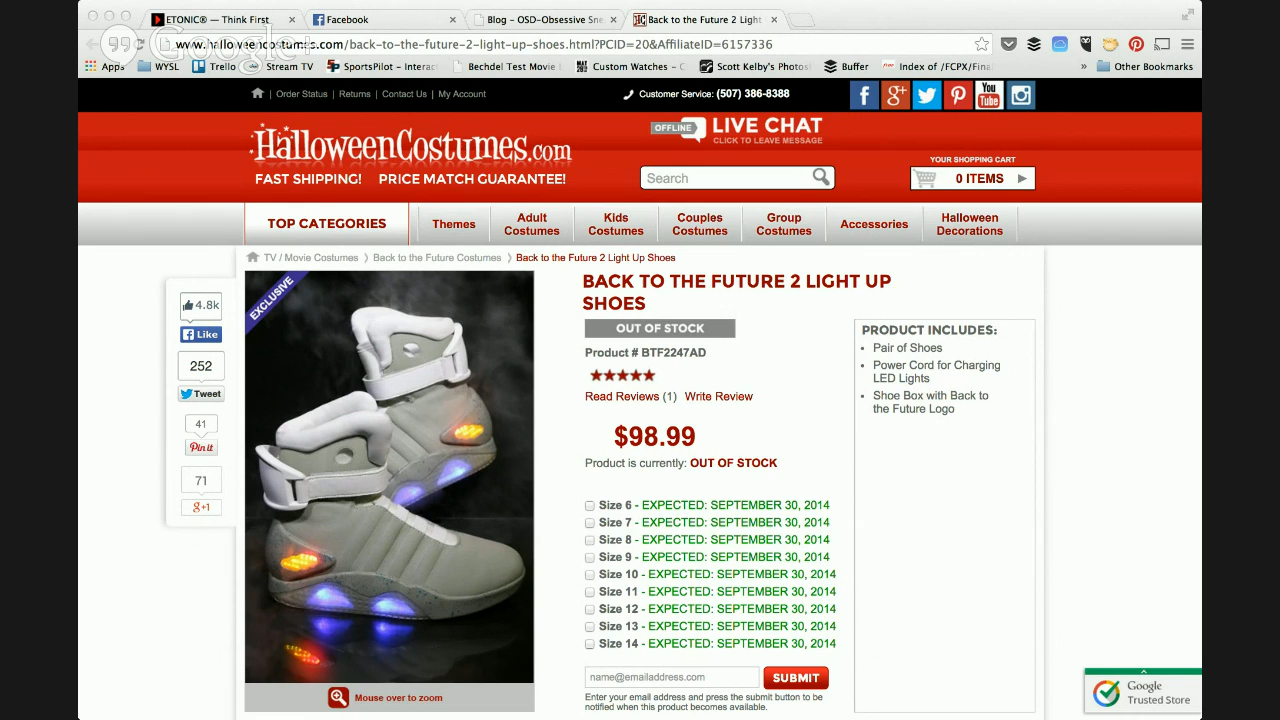 ETONIC® — Think First
Facebook
Blog – OSD-Obsessive Sne
Back to the Future 2 Light
Google+
www.halloweencostumes.com/back-to-the-future-2-light-up-shoes.html?PCID=20&AffiliateID=6157336
Apps
WYSL
Trello
Stream TV
SportsPilot – Interac
Bechdel Test Movie L
Custom Watches – C
Scott Kelby's Photos
Buffer
Index of /FCPX/Fina
»
Other Bookmarks
| Order Status | Returns | Contact Us | My Account
Customer Service: (507) 386-8388
You Tube
HALLOWEENCOSTUMES.com
FAST SHIPPING! PRICE MATCH GUARANTEE!
OFFLINE
LIVE CHAT
CLICK TO LEAVE MESSAGE
Search
YOUR SHOPPING CART
0 ITEMS
TOP CATEGORIES
Themes
Adult
Costumes
Kids
Costumes
Couples
Costumes
Group
Costumes
Accessories
Halloween
Decorations
TV / Movie Costumes 〉 Back to the Future Costumes 〉 Back to the Future 2 Light Up Shoes
4.8k
Like
252
Tweet
41
Pin it
71
g+1
EXCLUSIVE
Mouse over to zoom
BACK TO THE FUTURE 2 LIGHT UP
SHOES
OUT OF STOCK
Product # BTF2247AD
Read Reviews (1) Write Review
$98.99
Product is currently: OUT OF STOCK
Size 6 - EXPECTED: SEPTEMBER 30, 2014
Size 7 - EXPECTED: SEPTEMBER 30, 2014
Size 8 - EXPECTED: SEPTEMBER 30, 2014
Size 9 - EXPECTED: SEPTEMBER 30, 2014
Size 10 - EXPECTED: SEPTEMBER 30, 2014
Size 11 - EXPECTED: SEPTEMBER 30, 2014
Size 12 - EXPECTED: SEPTEMBER 30, 2014
Size 13 - EXPECTED: SEPTEMBER 30, 2014
Size 14 - EXPECTED: SEPTEMBER 30, 2014
name@emailaddress.com
SUBMIT
Enter your email address and press the submit button to be
notified when this product becomes available.
PRODUCT INCLUDES:
• Pair of Shoes
• Power Cord for Charging
LED Lights
• Shoe Box with Back to
the Future Logo
Google
Trusted Store